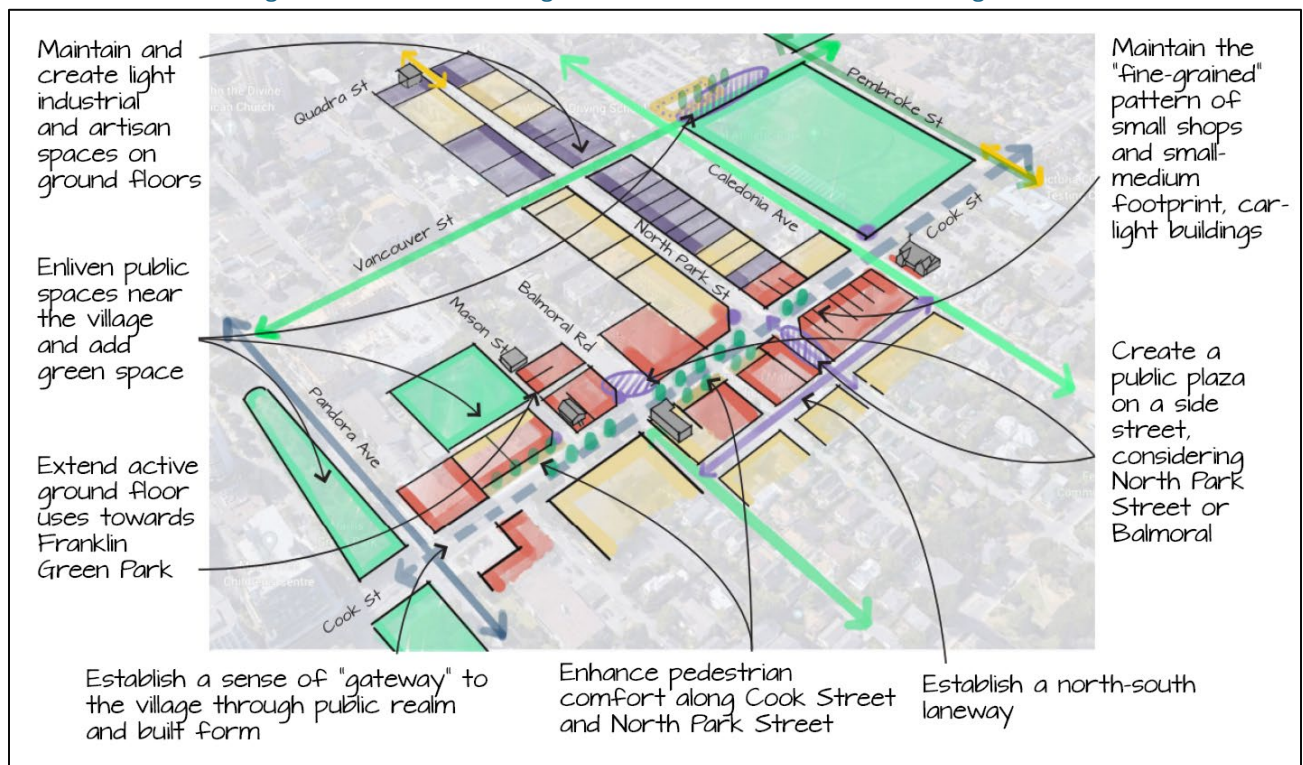 Maintain and
create light
industrial
and artisan
spaces on
ground floors
Enliven public
spaces near
the village
and add
green space
Extend active
ground floor
uses towards
Franklin
Green Park
Quadra St
Vancouver St
Pembroke St
Caledonia Ave
Cook St
North Park St
Balmoral Rd
Mason St
Pandora Ave
Cook St
Maintain the
"fine-grained"
pattern of
small shops
and small-
medium
footprint, car-
light buildings
Create a
public plaza
on a side
street,
considering
North Park
Street or
Balmoral
Establish a sense of "gateway" to
the village through public realm
and built form
Enhance pedestrian
comfort along Cook Street
and North Park Street
Establish a north-south
laneway